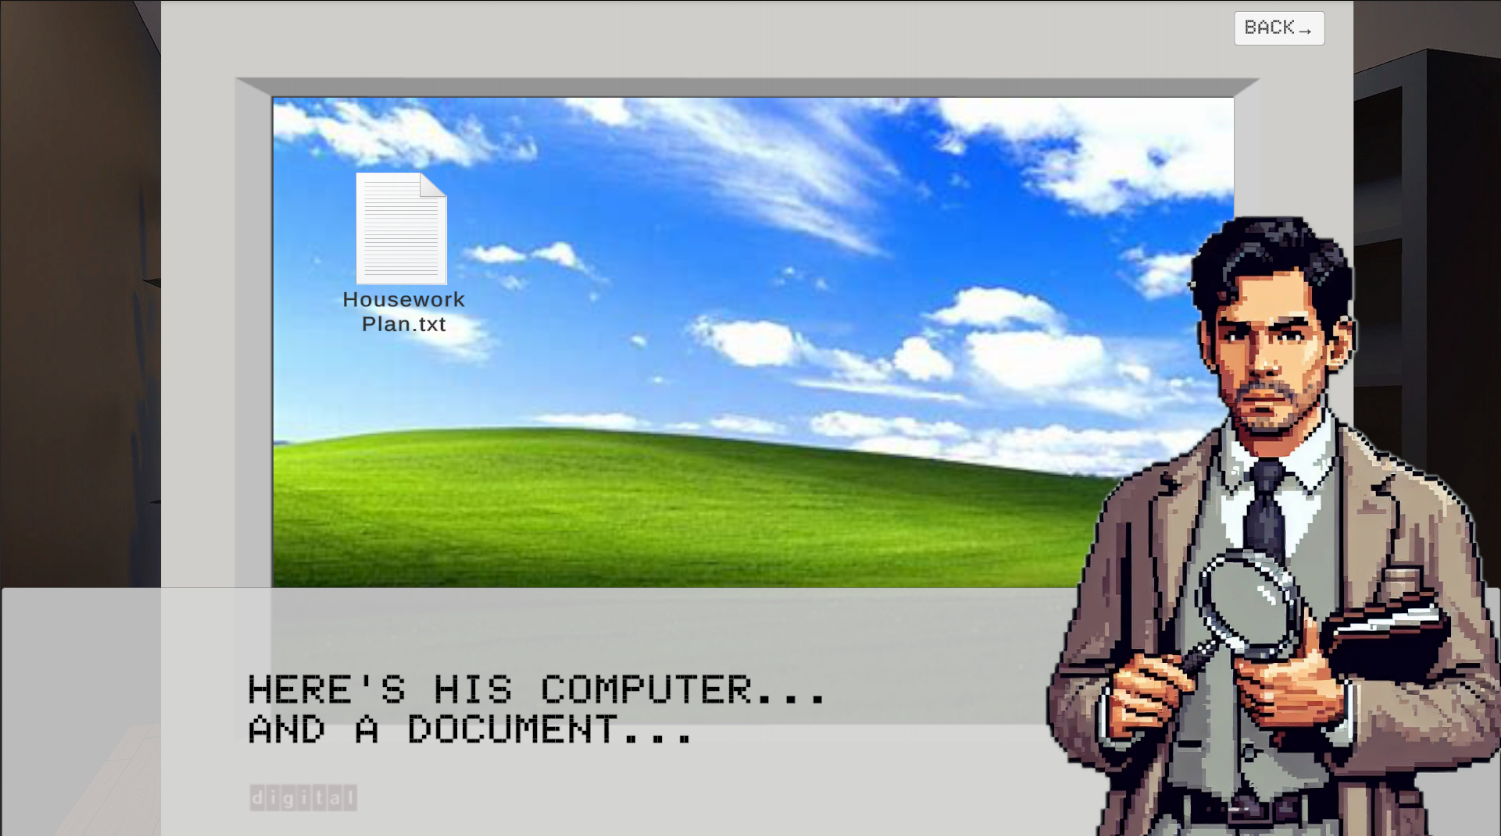 BACK→
Housework
Plan.txt
HERE'S HIS COMPUTER...
AND A DOCUMENT...
digital